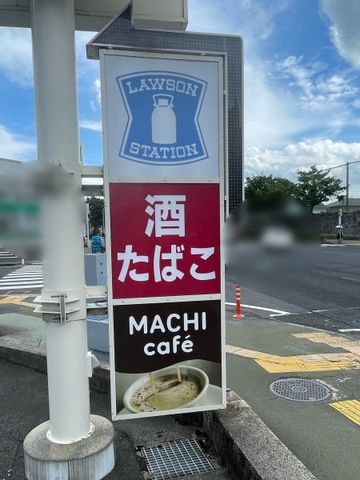 LAWSON
STATION
酒
たばこ
MACHI
café